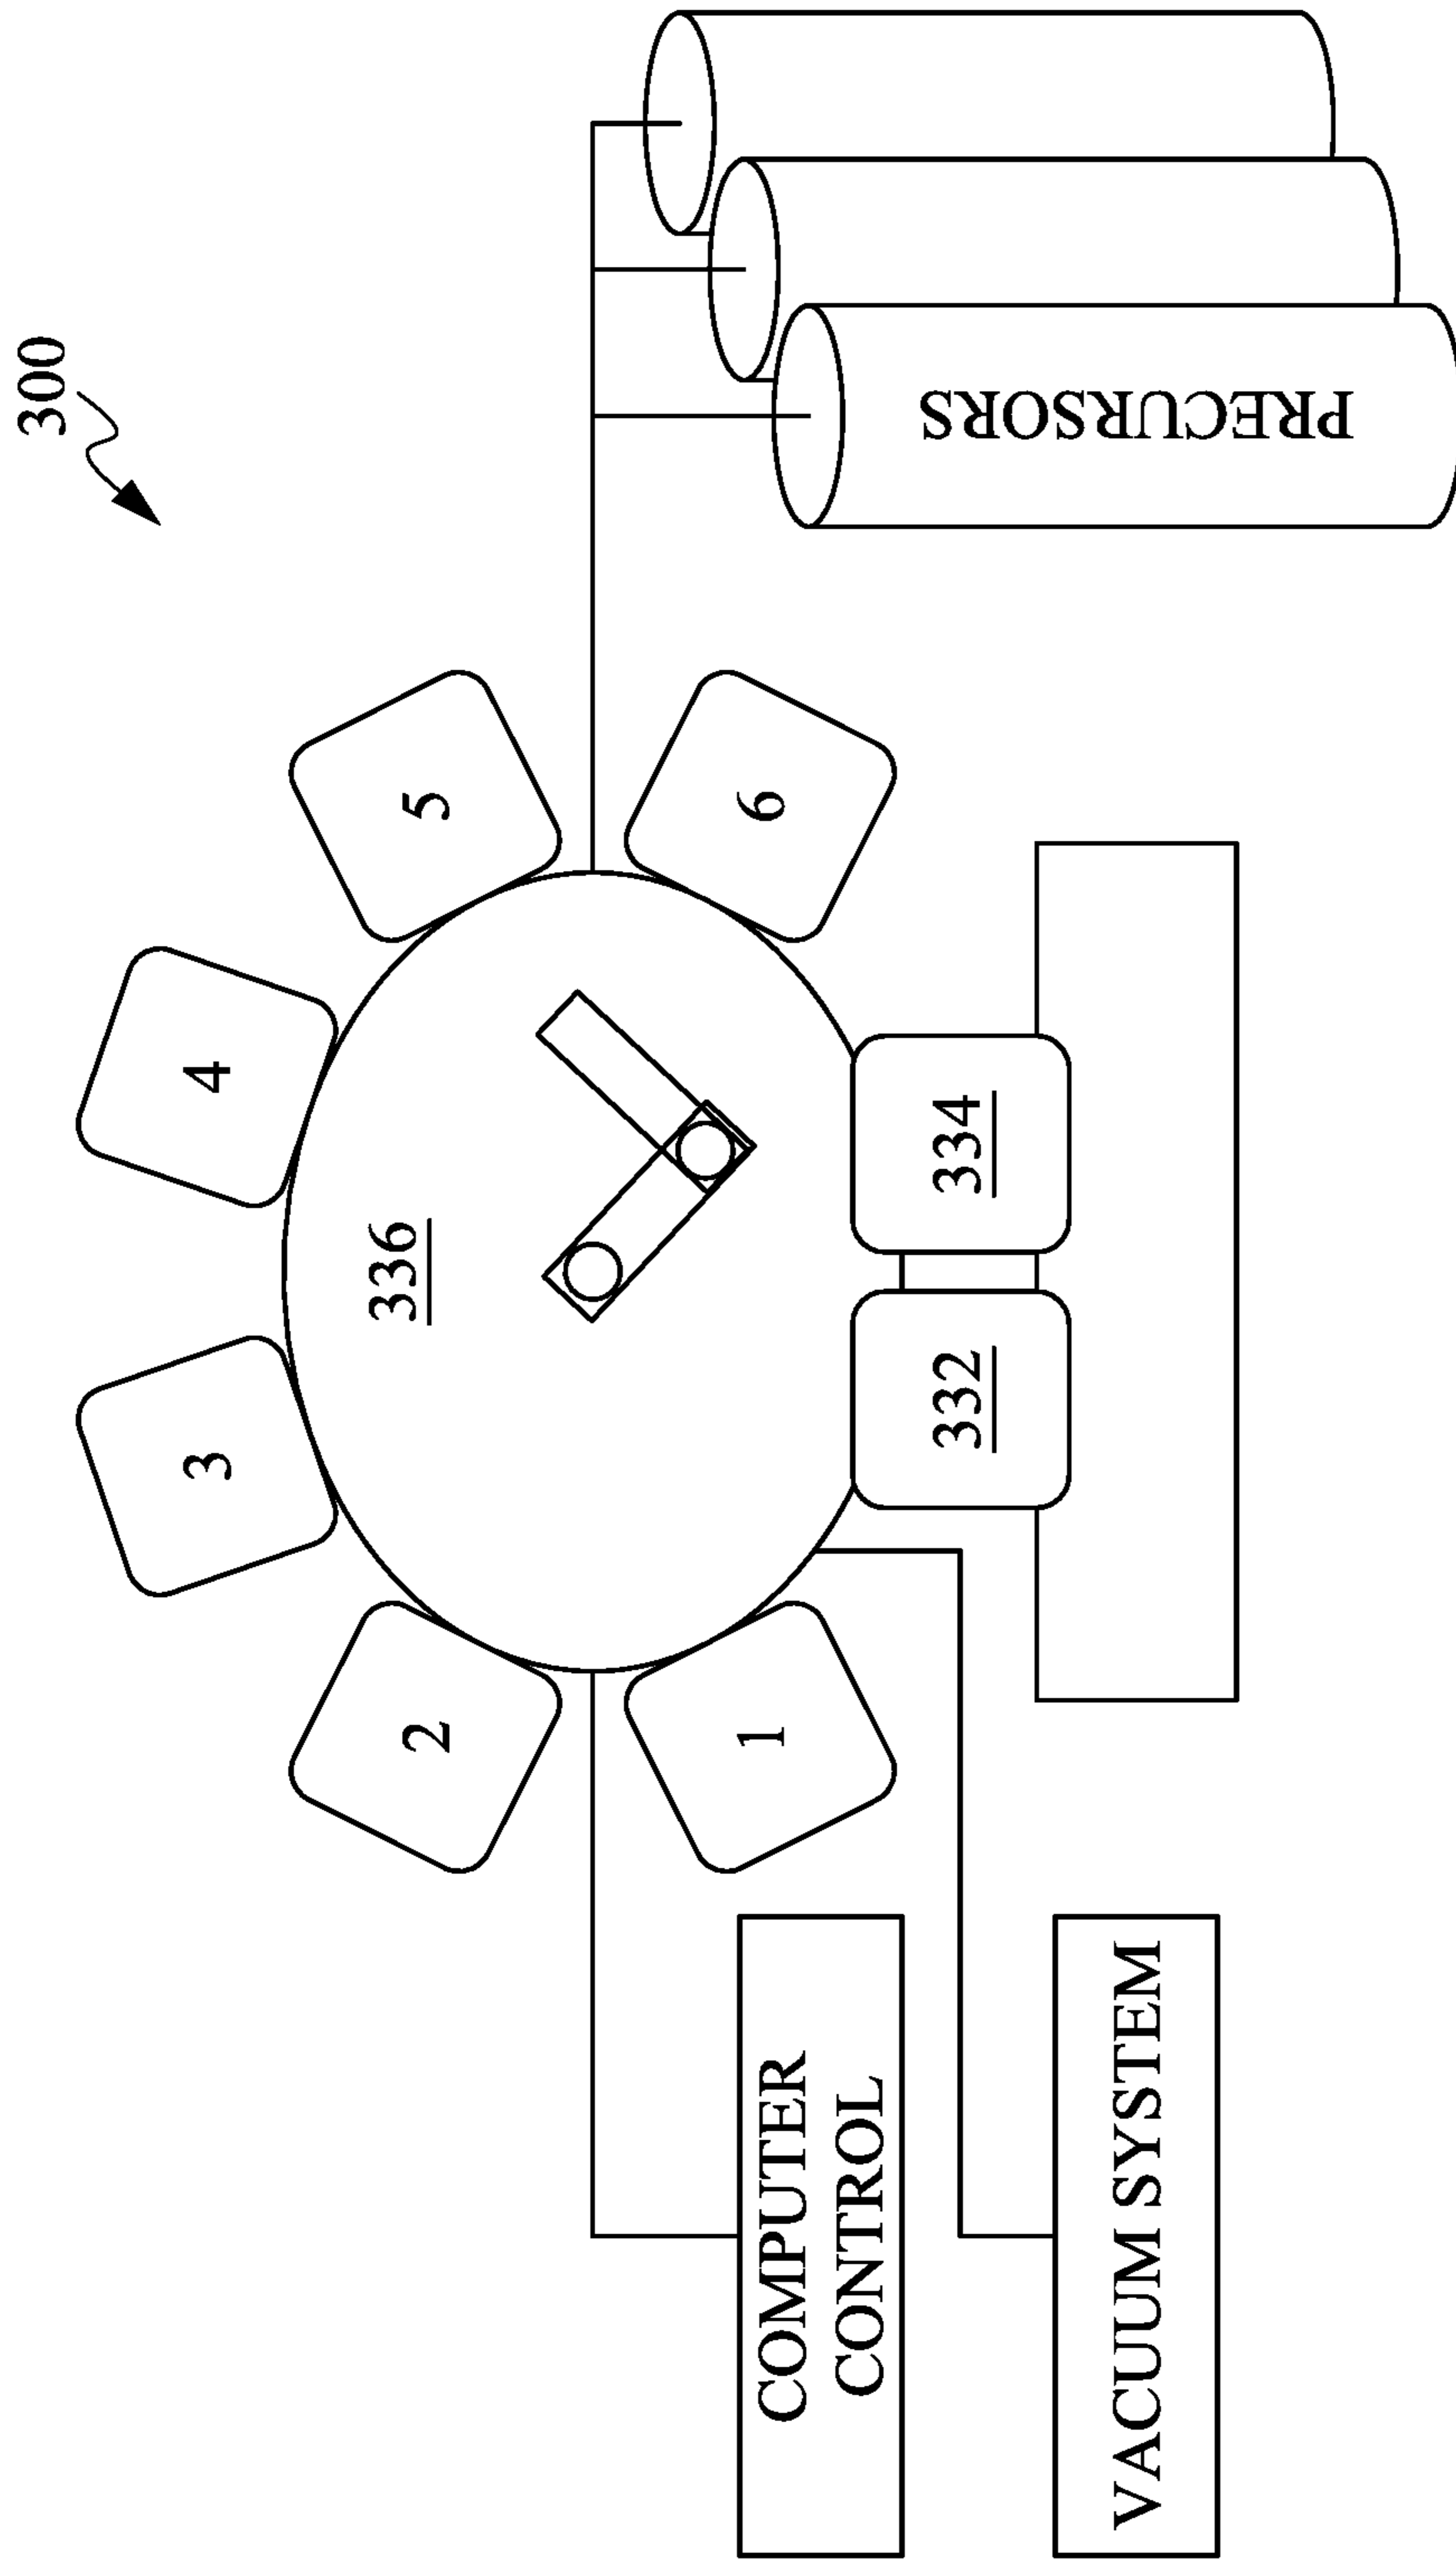 300
3
4
2
5
336
1
6
332
334
COMPUTER
CONTROL
VACUUM SYSTEM
PRECURSORS